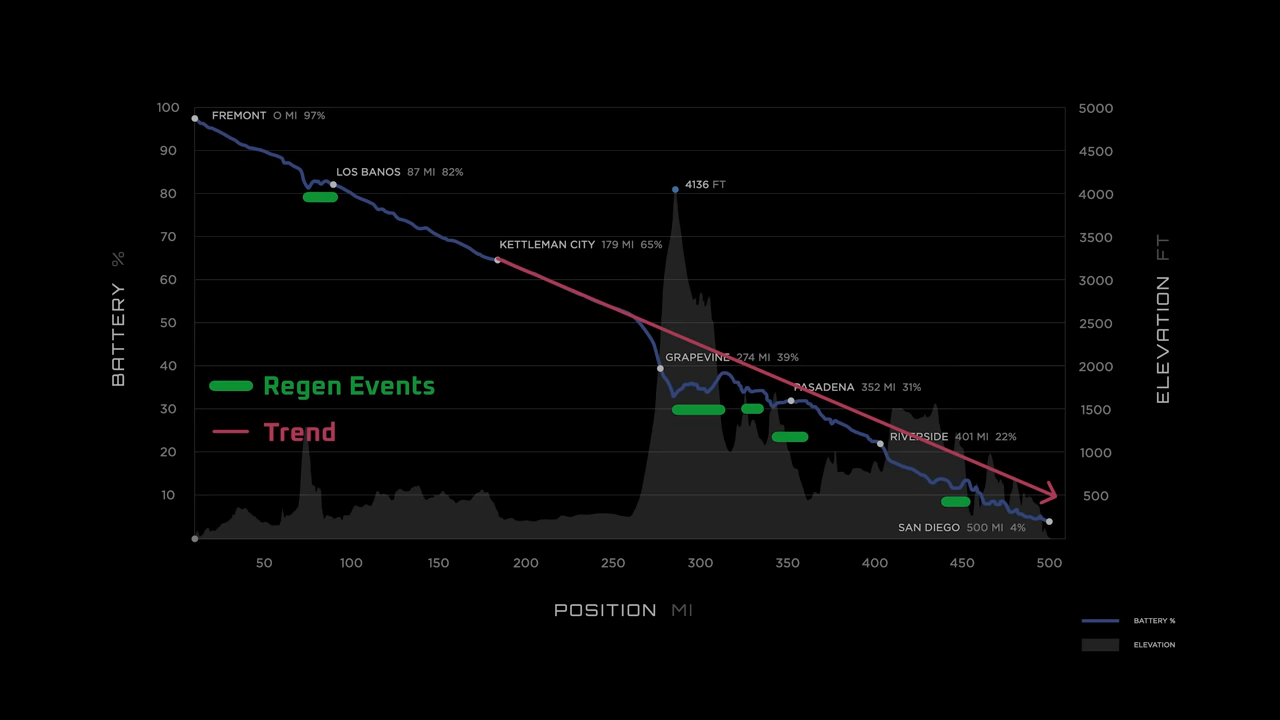 100
90
80
70
60
50
40
30
20
10
BATTERY %
FREMONT 0 MI 97%
LOS BANOS 87 MI 82%
KETTLEMAN CITY 179 MI 65%
4136 FT
GRAPEVINE 274 MI 39%
PASADENA 352 MI 31%
RIVERSIDE 401 MI 22%
SAN DIEGO 500 MI 4%
Regen Events
Trend
5000
4500
4000
3500
3000
2500
2000
1500
1000
500
ELEVATION FT
50 100 150 200 250 300 350 400 450 500
POSITION MI
BATTERY %
ELEVATION